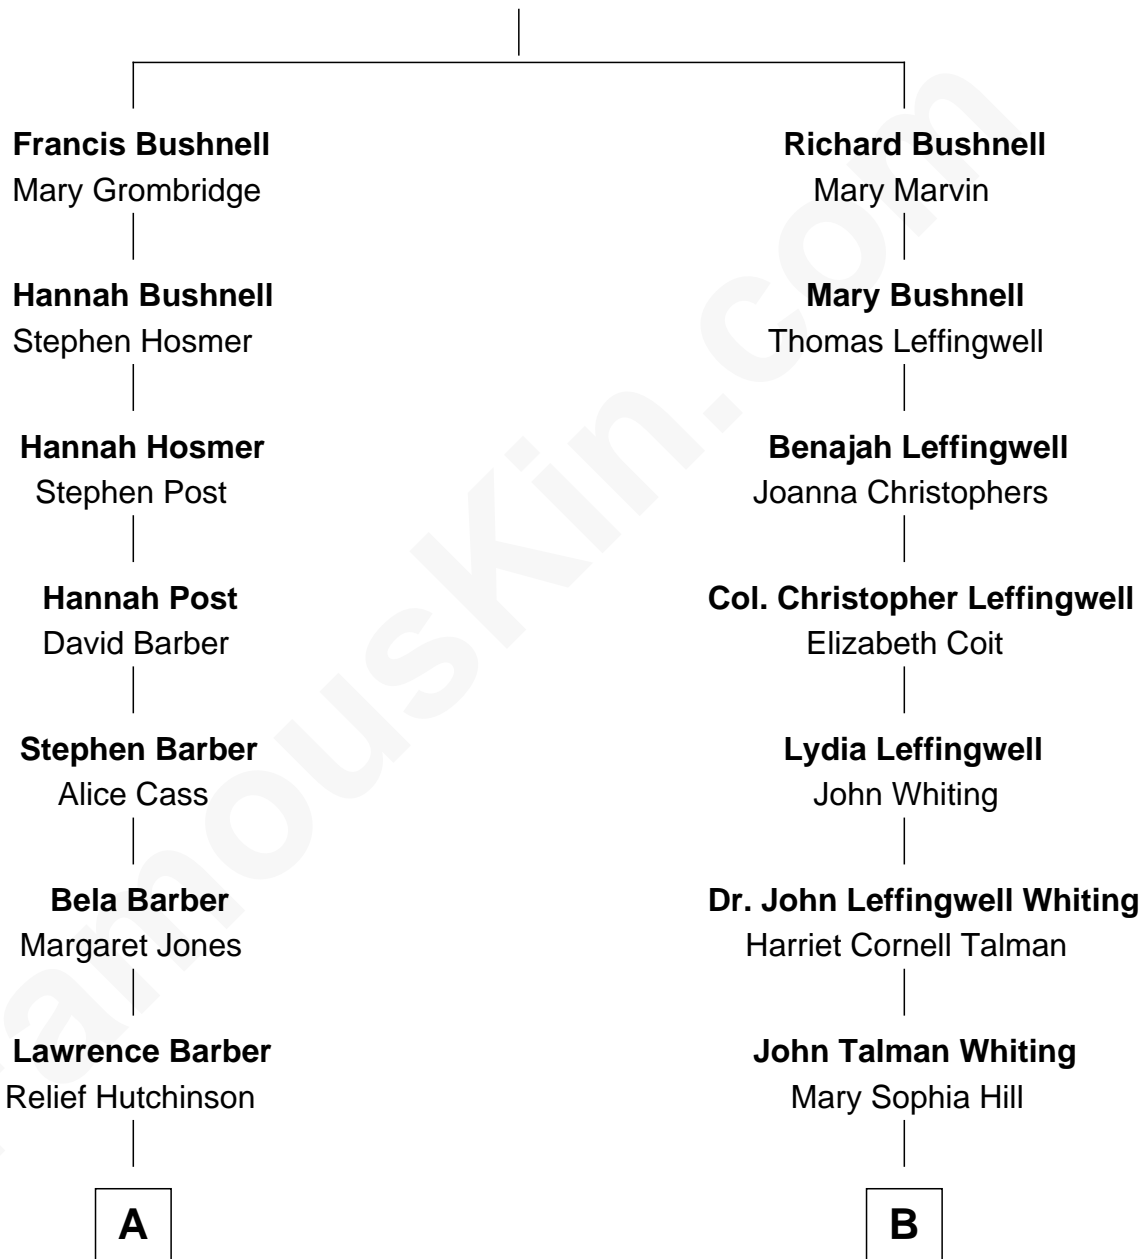 Francis Bushnell
Mary Grombridge
Hannah Bushnell
Stephen Hosmer
Hannah Hosmer
Stephen Post
Hannah Post
David Barber
Stephen Barber
Alice Cass
Bela Barber
Margaret Jones
Lawrence Barber
Relief Hutchinson
A
Richard Bushnell
Mary Marvin
Mary Bushnell
Thomas Leffingwell
Benajah Leffingwell
Joanna Christophers
Col. Christopher Leffingwell
Elizabeth Coit
Lydia Leffingwell
John Whiting
Dr. John Leffingwell Whiting
Harriet Cornell Talman
John Talman Whiting
Mary Sophia Hill
B
FamousKin.com